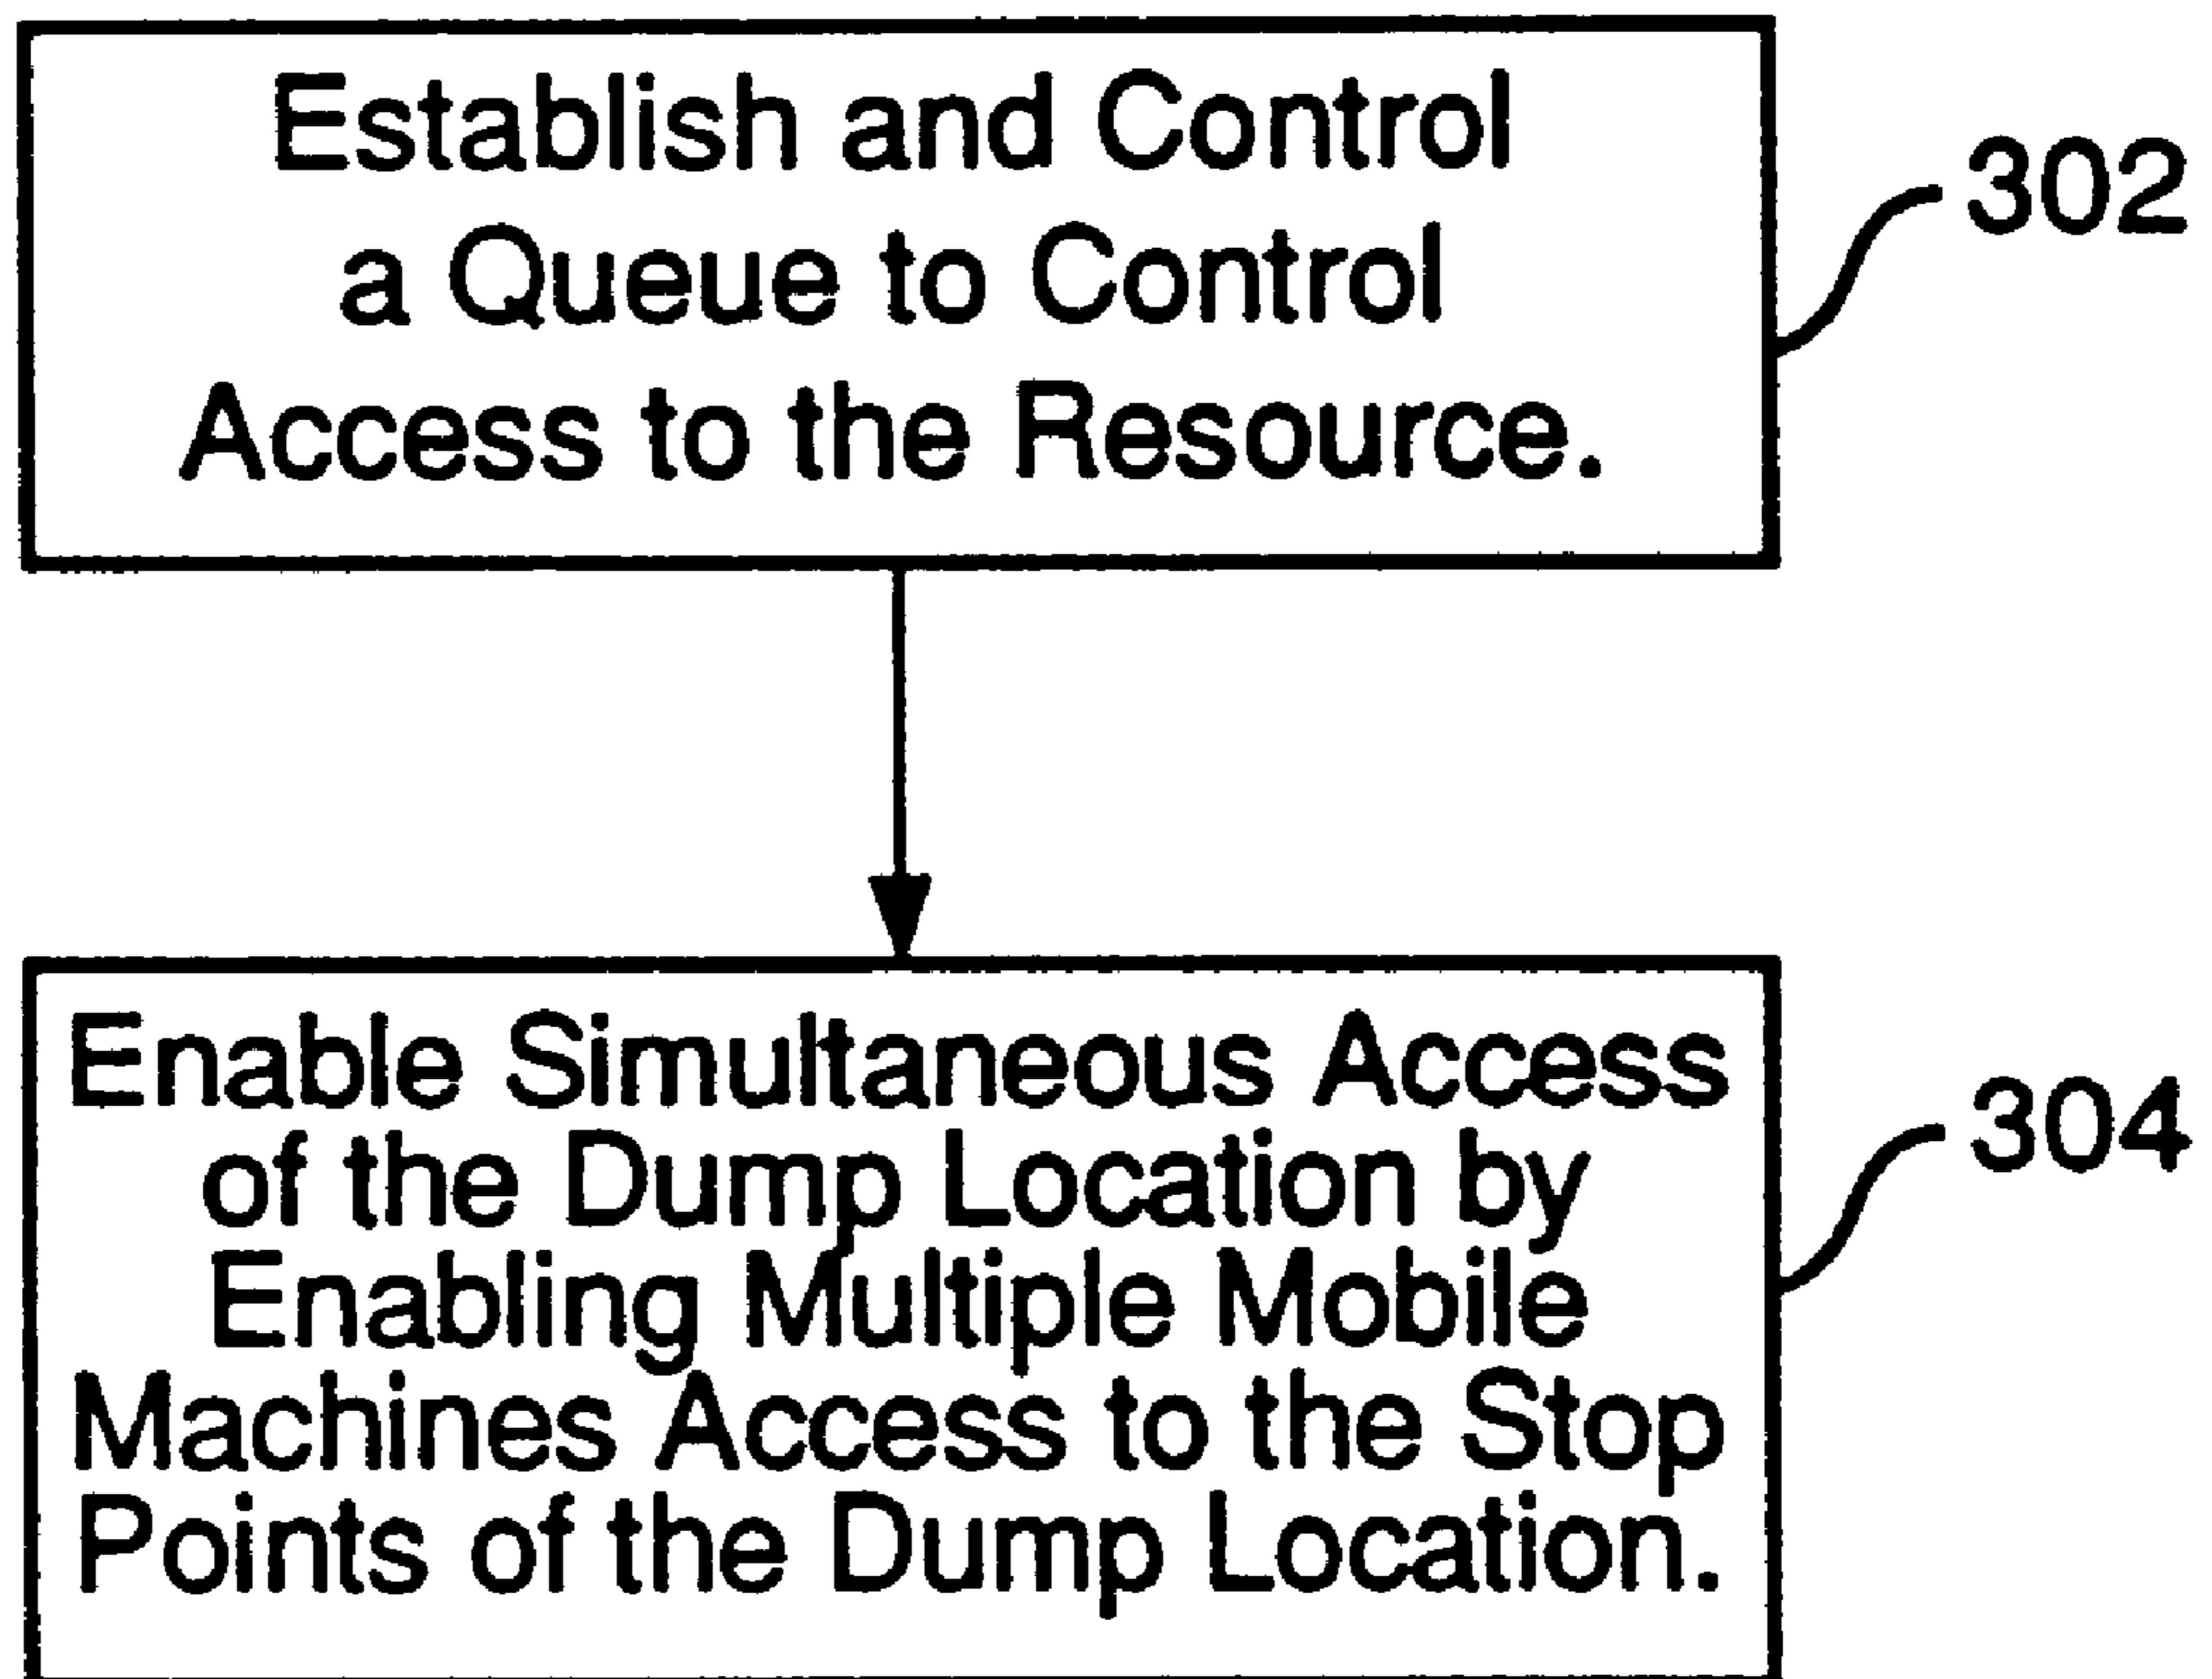 Establish and Control
a Queue to Control
Access to the Resource.
302
Enable Simultaneous Access
of the Dump Location by
Enabling Multiple Mobile
Machines Access to the Stop
Points of the Dump Location.
304